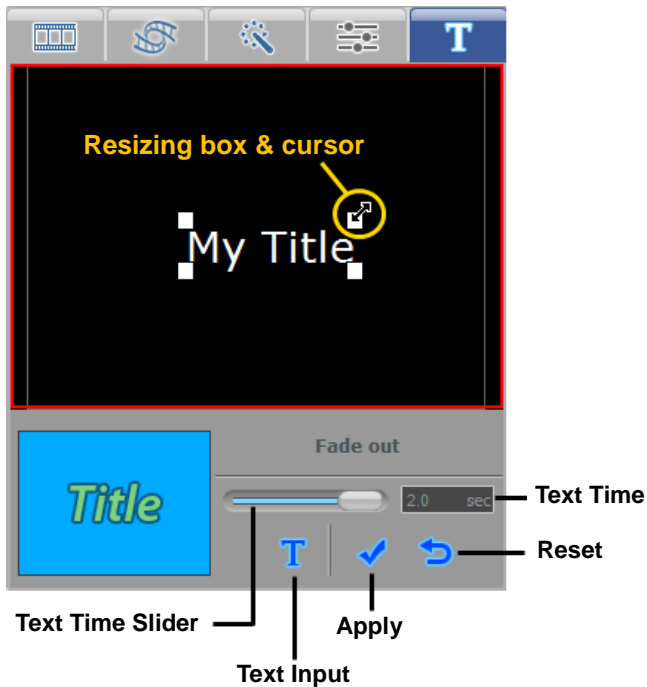 T
Resizing box & cursor
My Title
Fade out
Title
2.0 sec
Text Time
T
Reset
Text Time Slider
Apply
Text Input